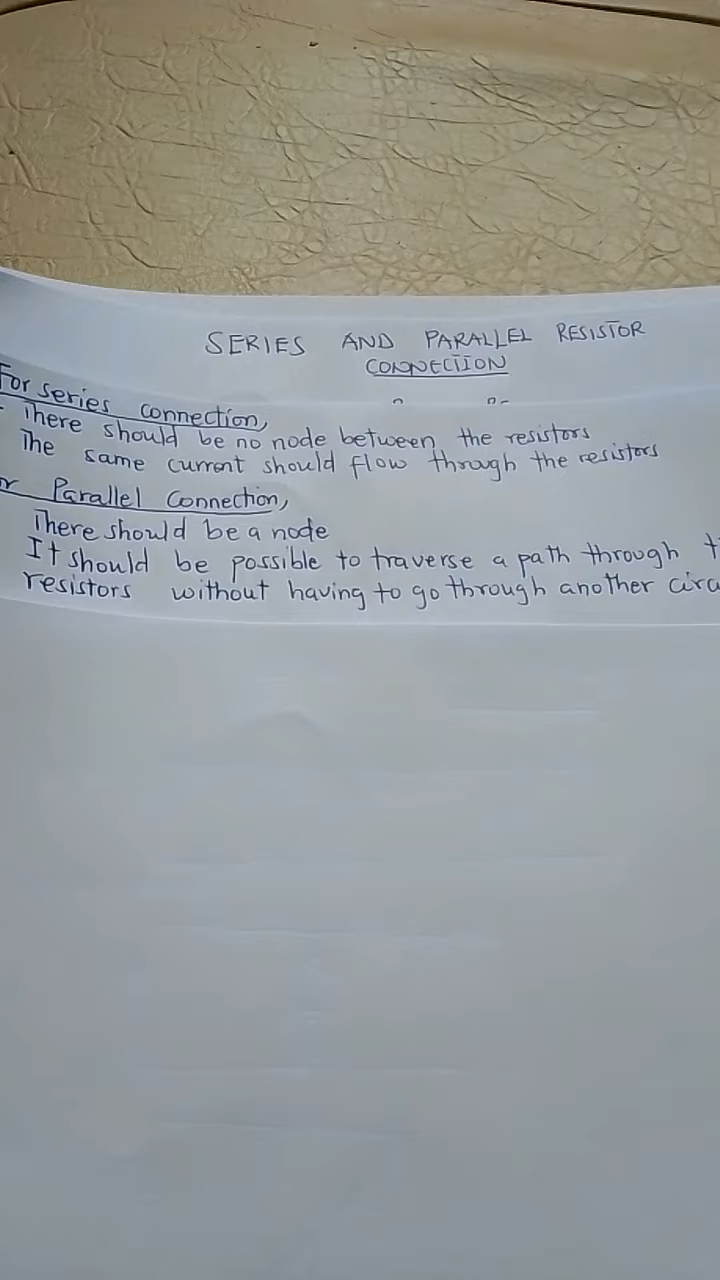 SERIES AND PARALLEL RESISTOR
CONNECTION
For series connection,
- There should be no node between the resistors
The same current should flow through the resistors
Parallel Connection,
There should be a node
It should be possible to traverse a path through
resistors without having to go through another